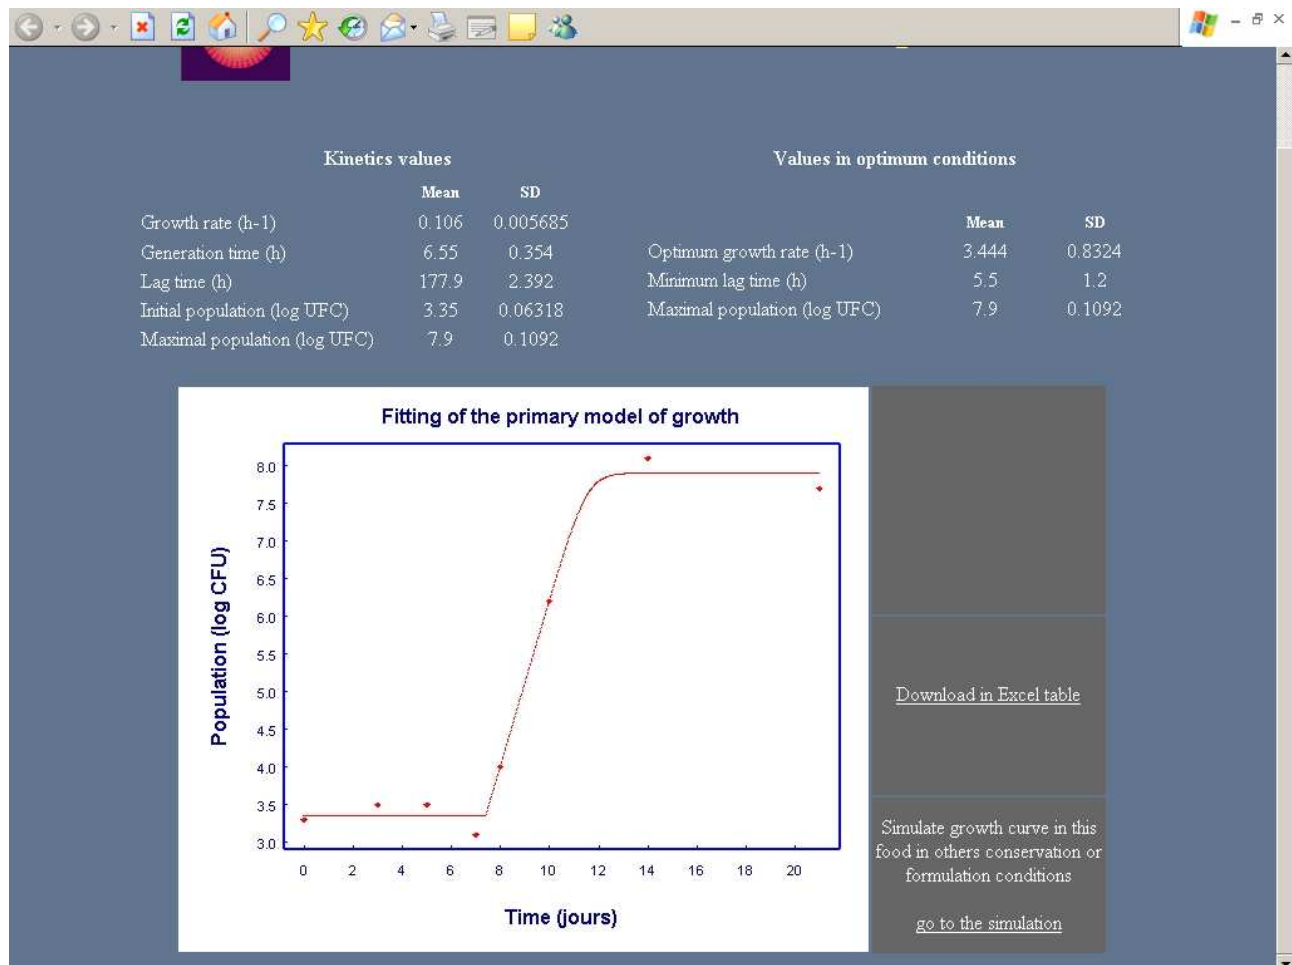 Kinetics values
Mean SD
Growth rate (h-1) 0.106 0.005685
Generation time (h) 6.55 0.354
Lag time (h) 177.9 2.392
Initial population (log UFC) 3.35 0.06318
Maximal population (log UFC) 7.9 0.1092
Values in optimum conditions
Mean SD
Optimum growth rate (h-1) 3.444 0.8324
Minimum lag time (h) 5.5 1.2
Maximal population (log UFC) 7.9 0.1092
Fitting of the primary model of growth
Population (log CFU)
8.0
7.5
7.0
6.5
6.0
5.5
5.0
4.5
4.0
3.5
3.0
0 2 4 6 8 10 12 14 16 18 20
Time (jours)
Download in Excel table
Simulate growth curve in this
food in others conservation or
formulation conditions
go to the simulation